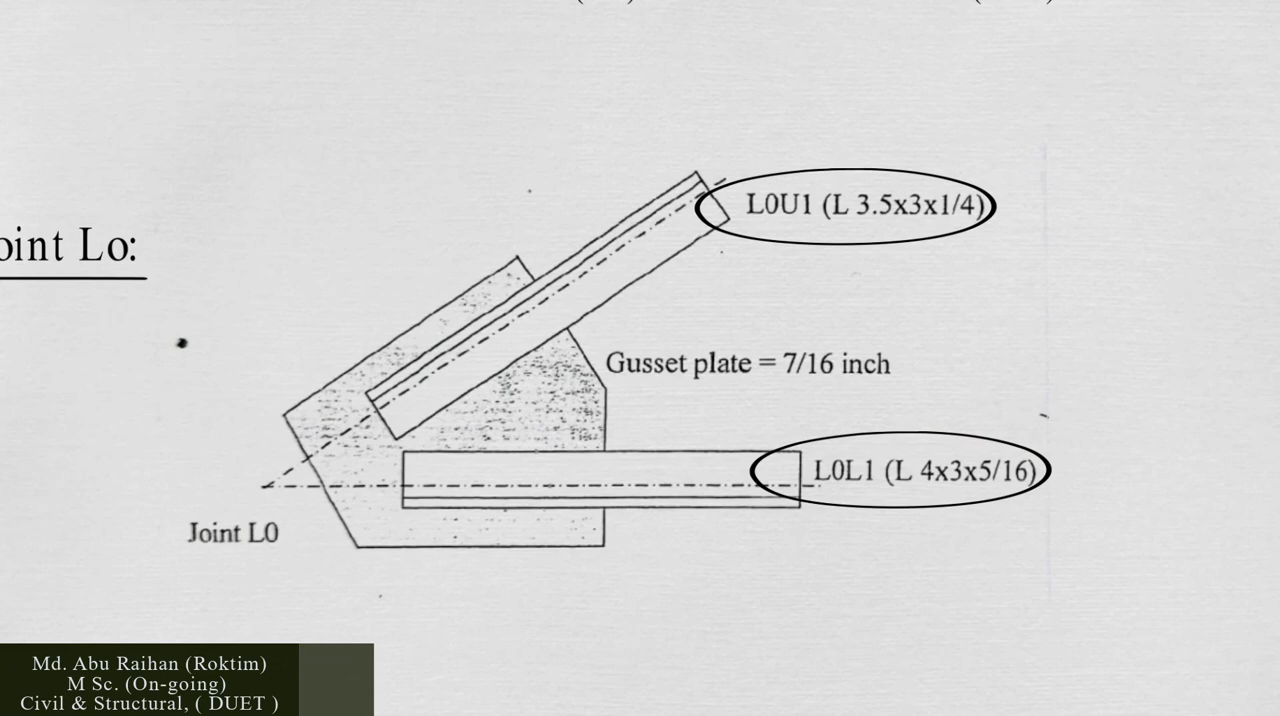 L0U1 (L 3.5x3x1/4)
oint Lo:
Gusset plate = 7/16 inch
L0L1 (L 4x3x5/16)
Joint L0
Md. Abu Raihan (Roktim)
M Sc. (On-going)
Civil & Structural, ( DUET )